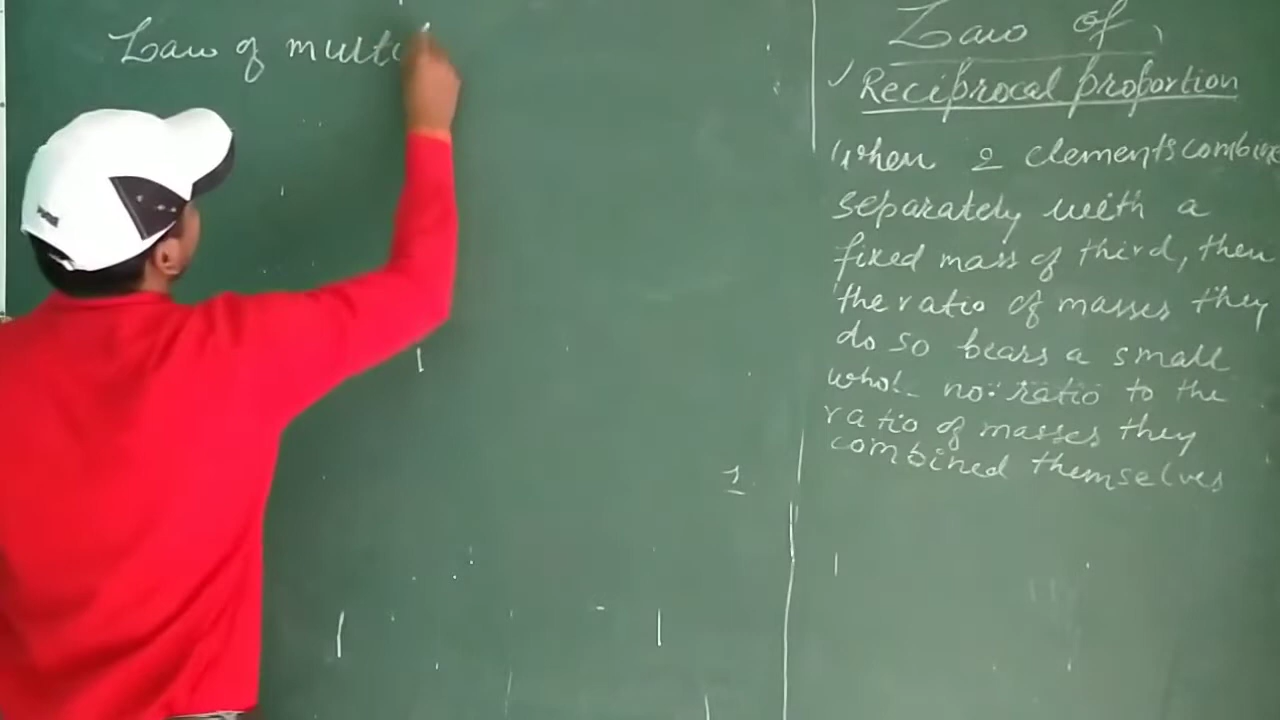 Law of multi
Law of
Reciprocal proportion
when 2 elements combine
separately with a
fixed mass of third, then
the ratio of masses they
do so bears a small
whole no. ratio to the
ratio of masses they
combined themselves
1